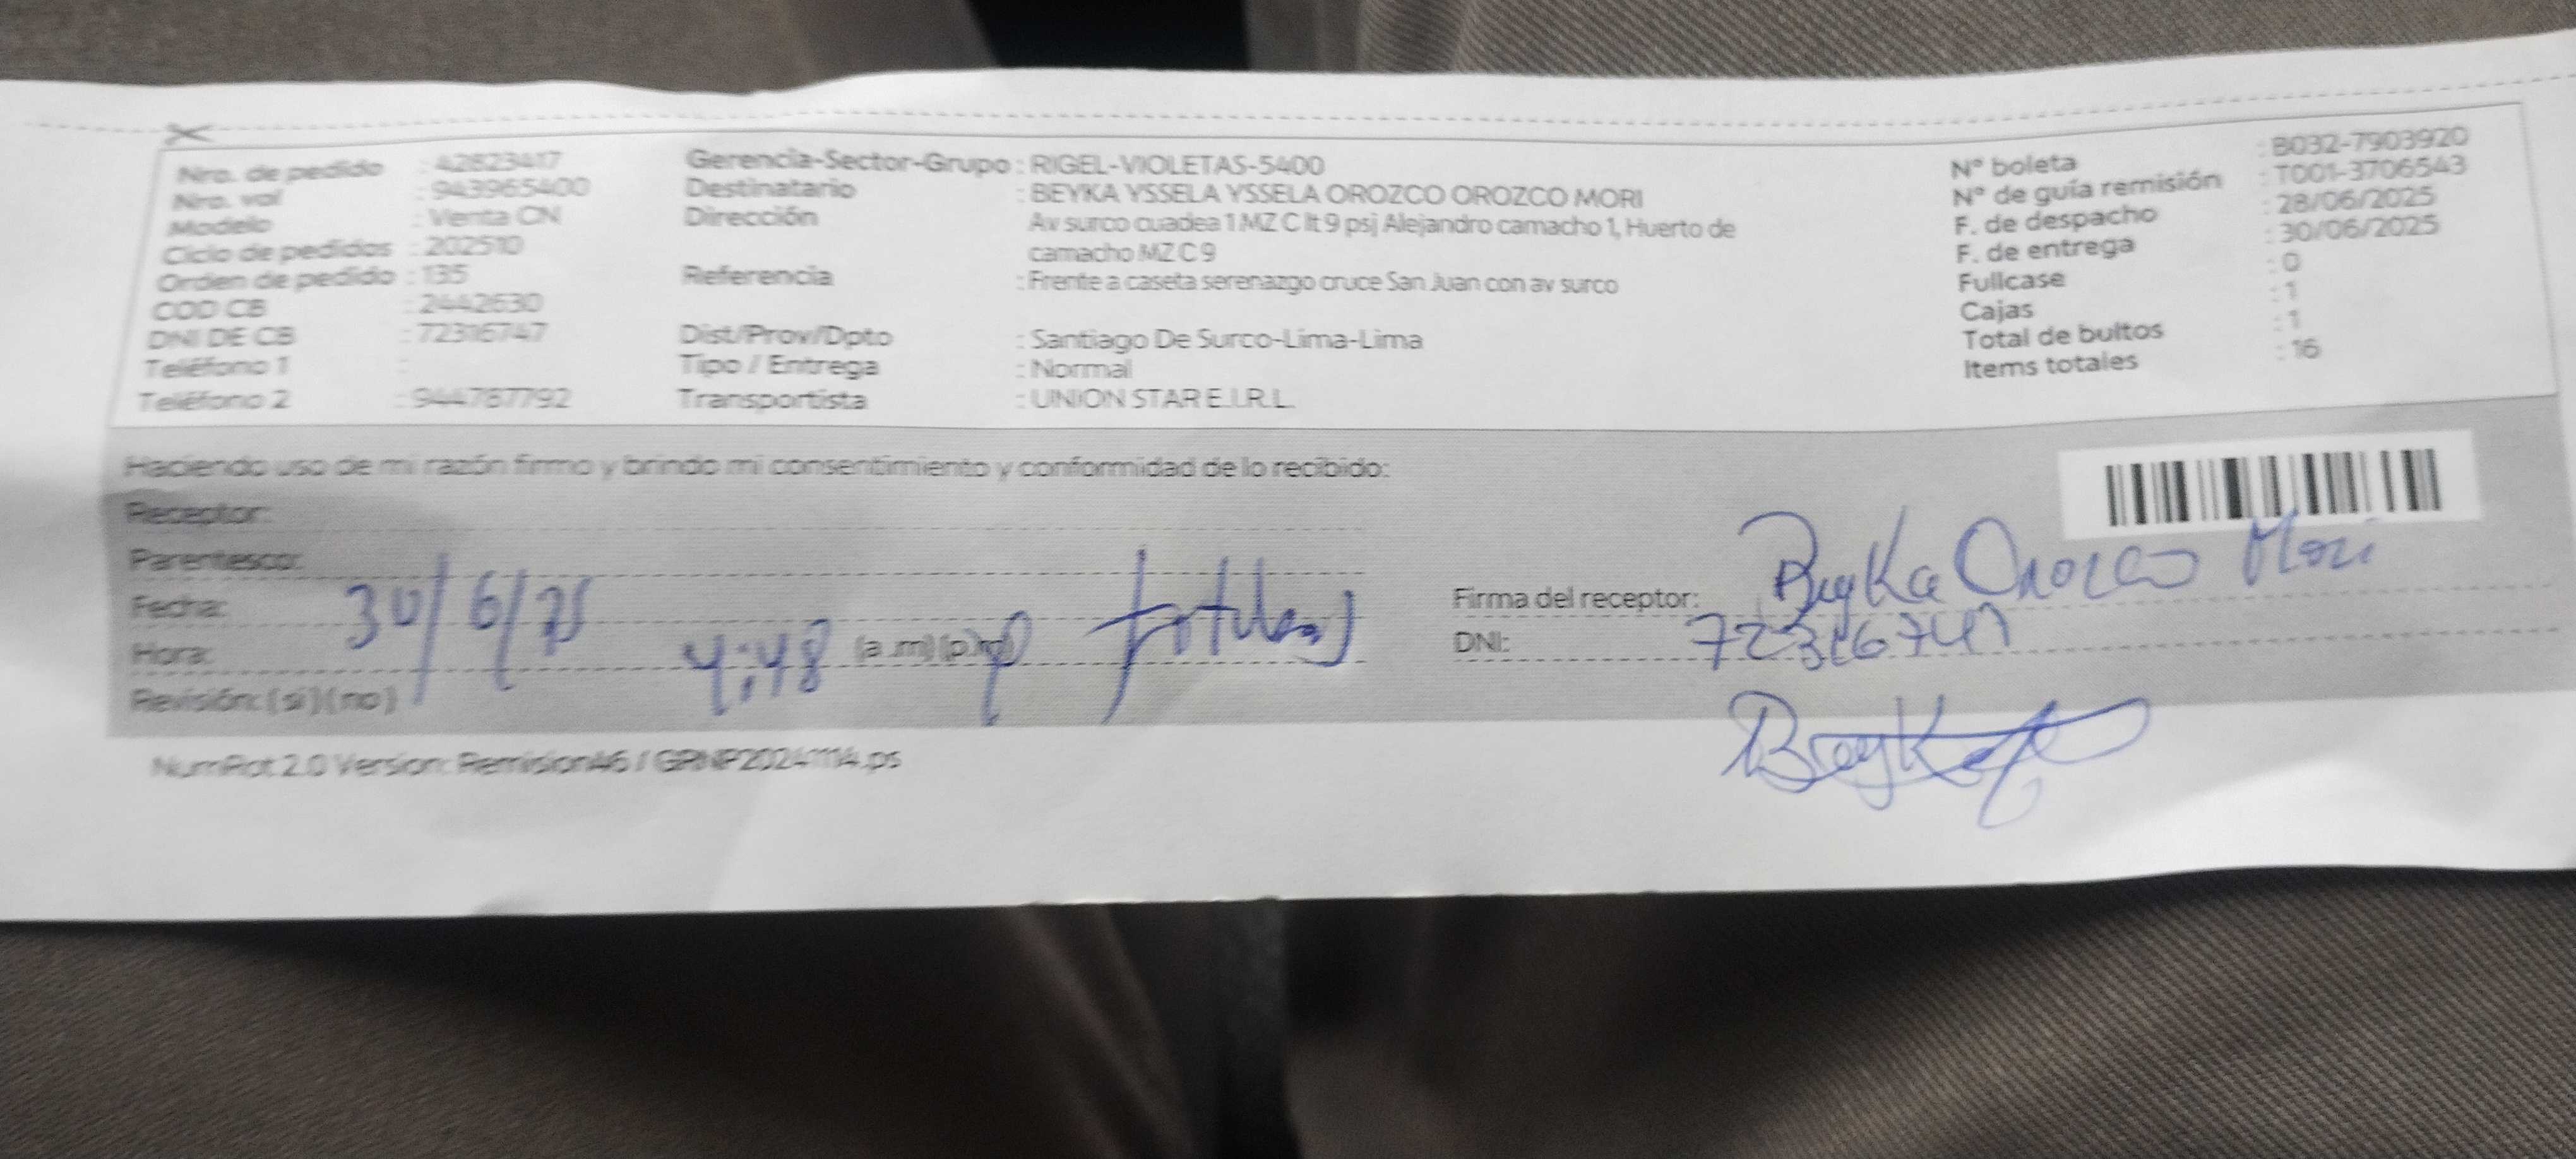 Nro. de pedido : 42823417
Nro. val : 943965400
Modelo : Venta CN
Ciclo de pedidos : 202510
Orden de pedido : 135
COD CB : 2442630
DNI DE CB : 72316747
Teléfono 1 :
Teléfono 2 : 944787792
Gerencia-Sector-Grupo : RIGEL-VIOLETAS-5400
Destinatario : BEYKA YSSELA YSSELA OROZCO OROZCO MORI
Dirección Av surco cuadea 1 MZ C lt 9 psj Alejandro camacho 1, Huerto de
camacho MZ C 9
Referencia : Frente a caseta serenazgo cruce San Juan con av surco
Dist/Prov/Dpto : Santiago De Surco-Lima-Lima
Tipo / Entrega : Normal
Transportista : UNION STAR E.I.R.L.
N° boleta : B032-7903920
N° de guía remisión : T001-3706543
F. de despacho : 28/06/2025
F. de entrega : 30/06/2025
Fullcase : 0
Cajas : 1
Total de bultos : 1
Items totales : 16
Haciendo uso de mi razón firmo y brindo mi consentimiento y conformidad de lo recibido:
Receptor:
Parentesco:
Fecha: 30/6/25
Hora: 4:48 (a.m) (p.m) p
Revisión: (si) (no)
Firma del receptor: Beyka Orozco Mori
DNI: 72316747
Beyka
NumRot 2.0 Version: Remision46 / GRNP20241114.ps